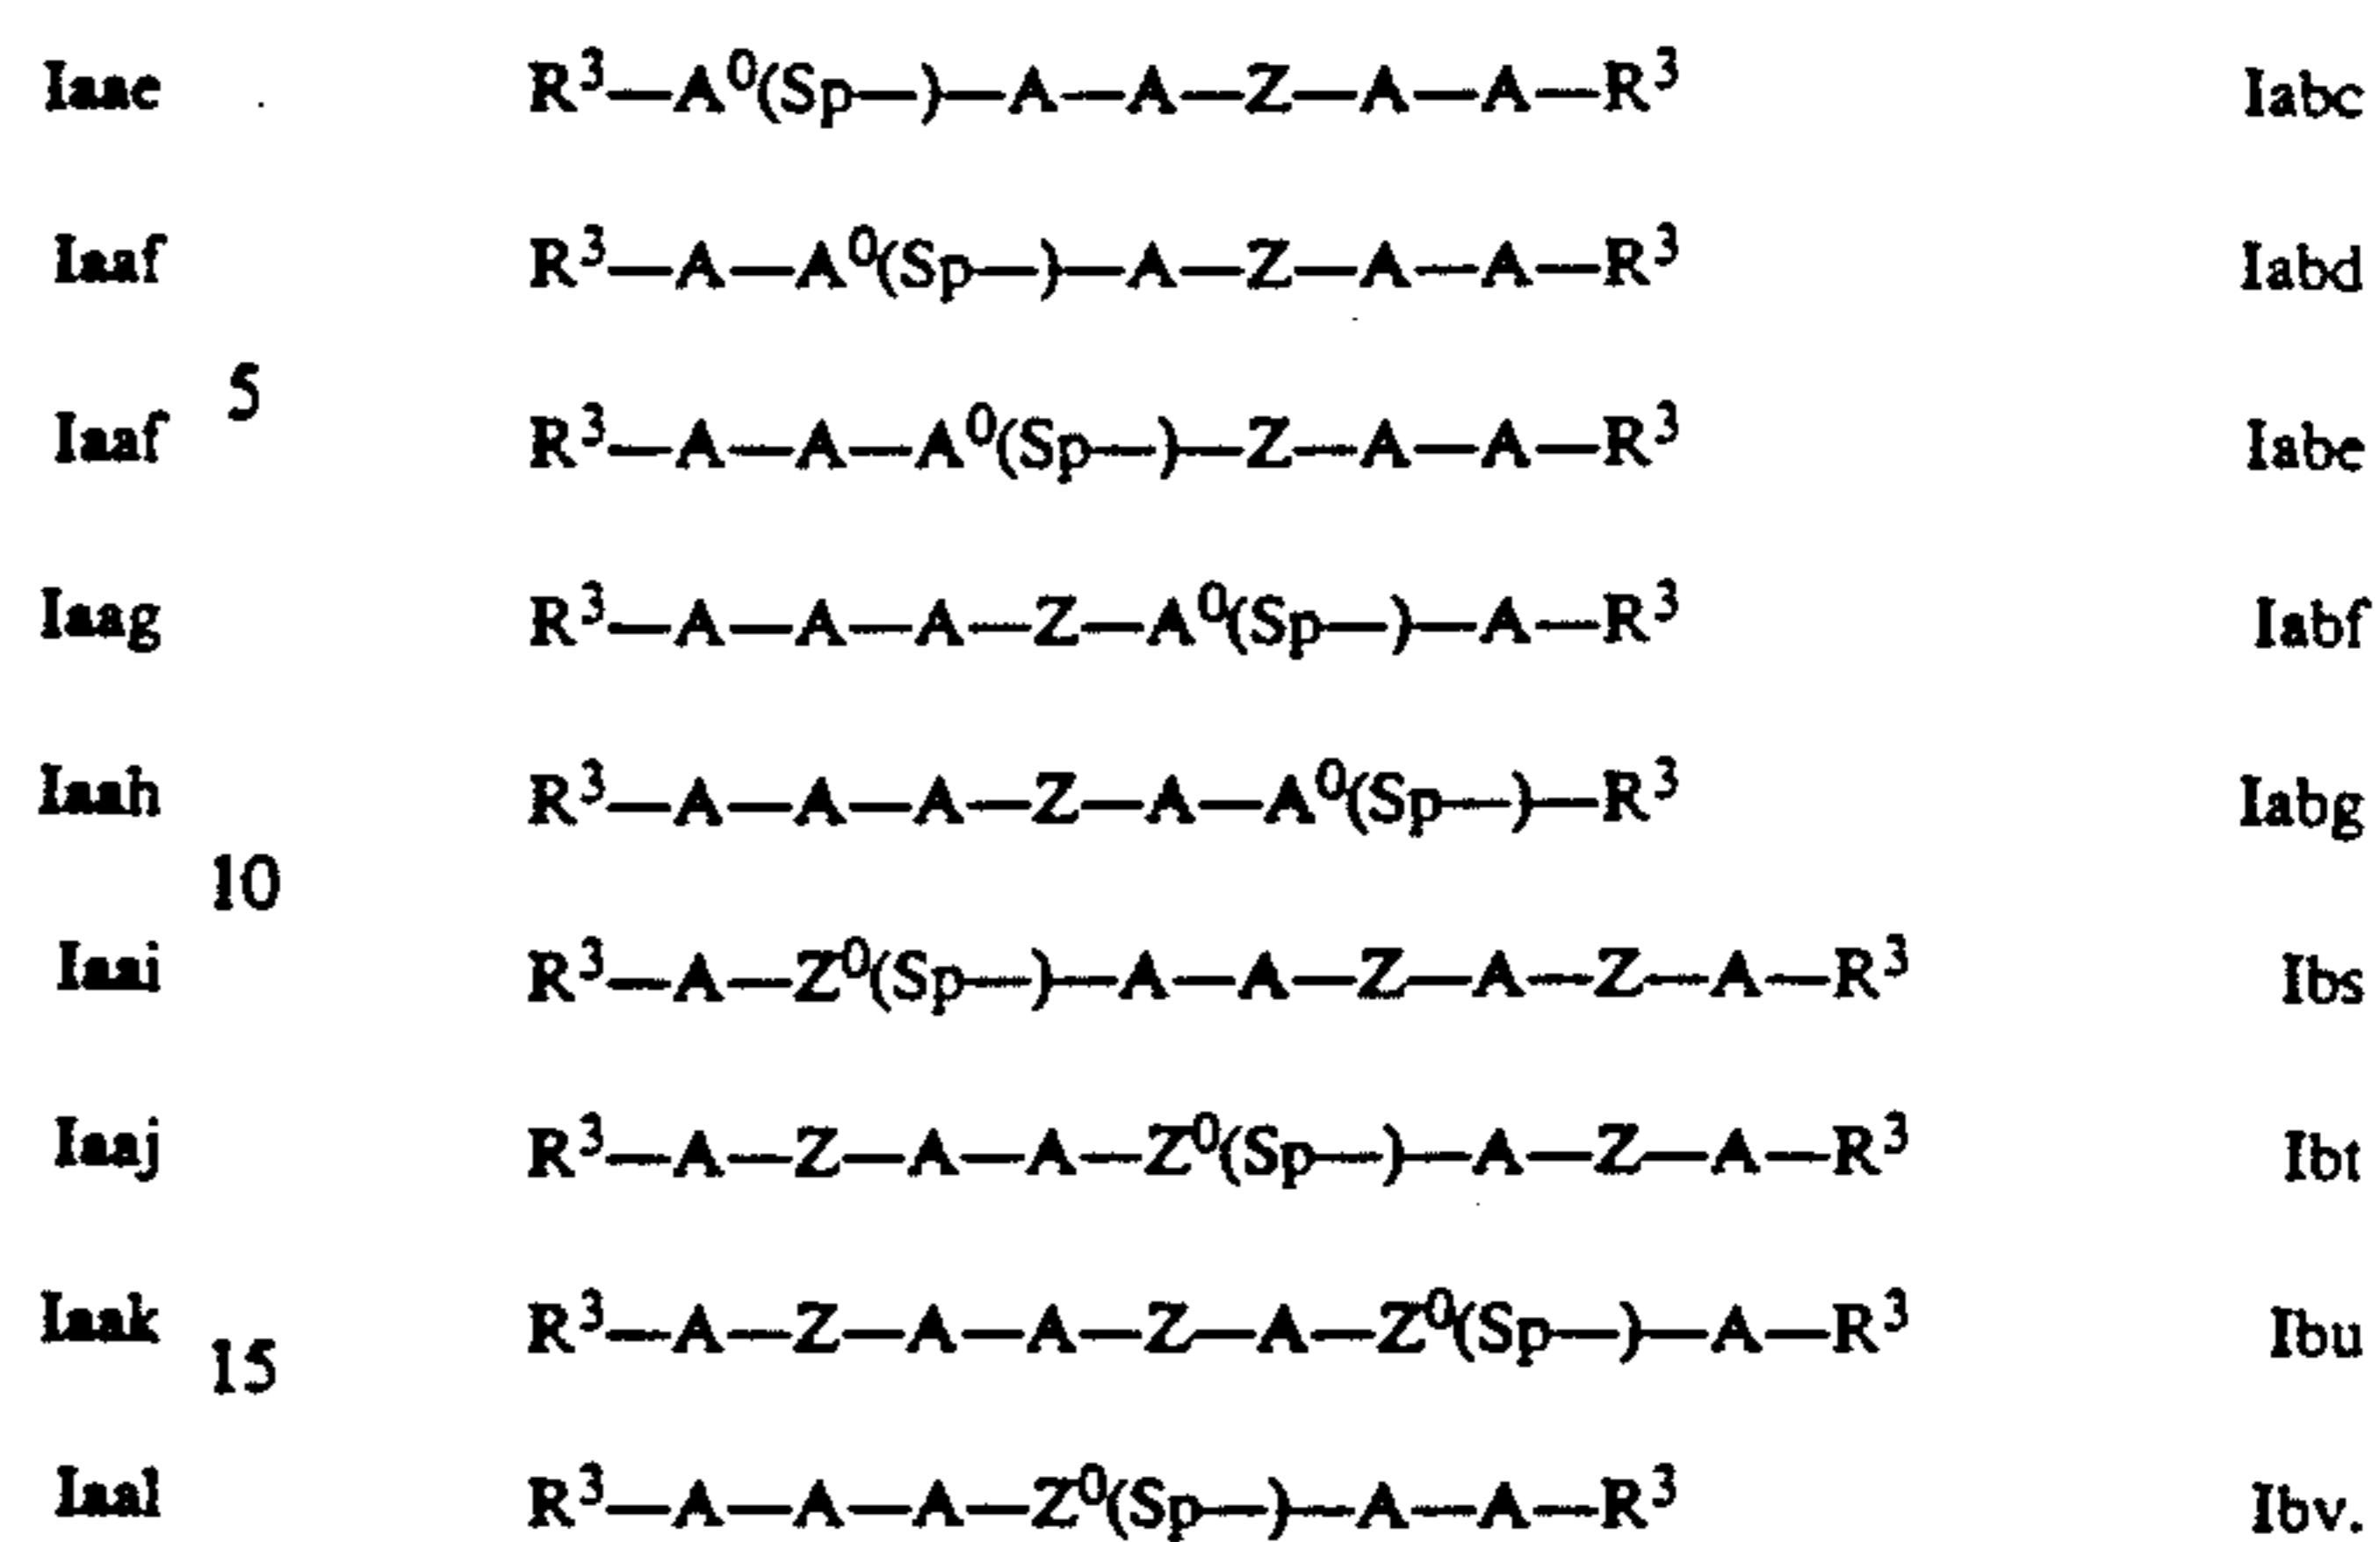 Iaae R³—A⁰(Sp—)—A—A—Z—A—A—R³ Iabc
Iaaf R³—A—A⁰(Sp—)—A—Z—A—A—R³ Iabd
5
Iaaf R³—A—A—A⁰(Sp—)—Z—A—A—R³ Iabe
Iaag R³—A—A—A—Z—A⁰(Sp—)—A—R³ Iabf
Iaah R³—A—A—A—Z—A—A⁰(Sp—)—R³ Iabg
10
Iaai R³—A—Z⁰(Sp—)—A—A—Z—A—Z—A—R³ Ibs
Iaaj R³—A—Z—A—A—Z⁰(Sp—)—A—Z—A—R³ Ibt
Iaak R³—A—Z—A—A—Z—A—Z⁰(Sp—)—A—R³ Ibu
15
Iaal R³—A—A—A—Z⁰(Sp—)—A—A—R³ Ibv.